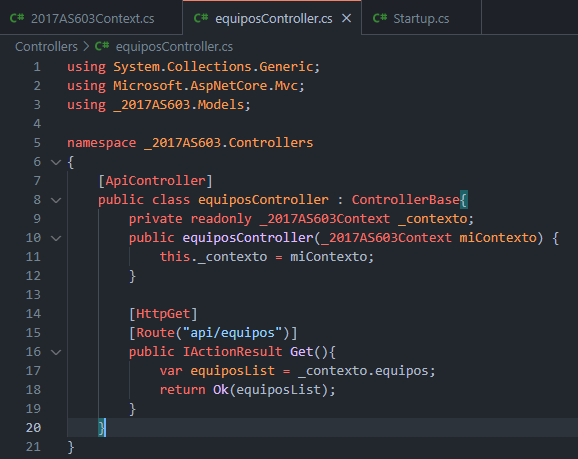 C# 2017AS603Context.cs C# equiposController.cs × C# Startup.cs
Controllers > C# equiposController.cs
1 using System.Collections.Generic;
2 using Microsoft.AspNetCore.Mvc;
3 using _2017AS603.Models;
4
5 namespace _2017AS603.Controllers
6 {
7     [ApiController]
8     public class equiposController : ControllerBase{
9         private readonly _2017AS603Context _contexto;
10         public equiposController(_2017AS603Context miContexto) {
11             this._contexto = miContexto;
12         }
13
14         [HttpGet]
15         [Route("api/equipos")]
16         public IActionResult Get(){
17             var equiposList = _contexto.equipos;
18             return Ok(equiposList);
19         }
20     }
21 }